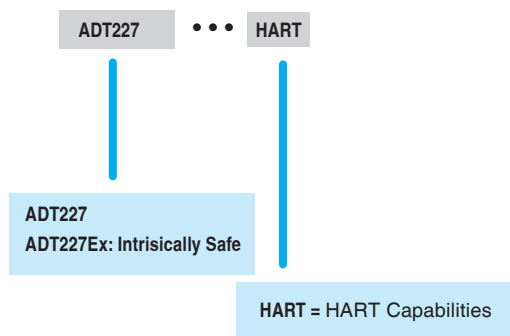 ADT227 ••• HART
ADT227
ADT227Ex: Intrisically Safe
HART = HART Capabilities